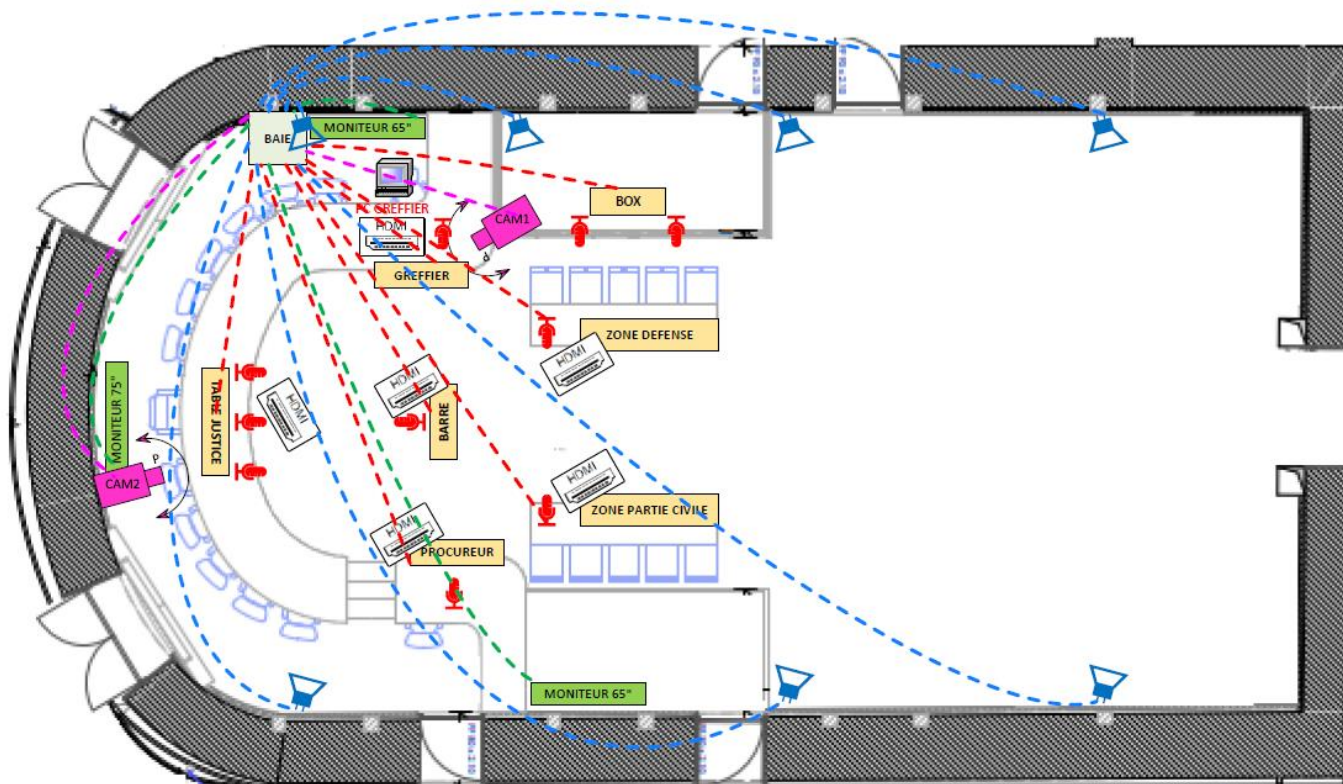 BAIE
MONITEUR 65"
PC GREFFIER
HDMI
GREFFIER
CAM1
P
BOX
ZONE DEFENSE
HDMI
MONITEUR 75"
CAM2
P
TABLE JUSTICE
HDMI
HDMI
BARRE
HDMI
ZONE PARTIE CIVILE
HDMI
PROCUREUR
MONITEUR 65"